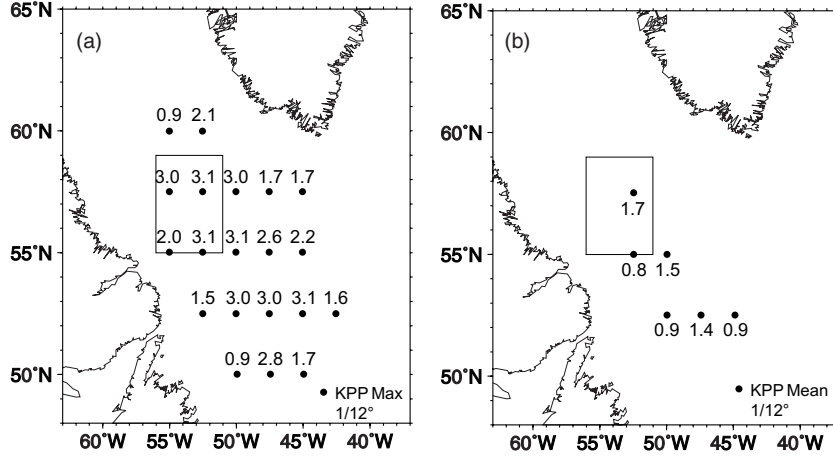 65°N
(a)
0.9 2.1
60°N
3.0 3.1 3.0 1.7 1.7
55°N
2.0 3.1 3.1 2.6 2.2
1.5 3.0 3.0 3.1 1.6
50°N
0.9 2.8 1.7
KPP Max
1/12°
60°W 55°W 50°W 45°W 40°W
65°N
(b)
60°N
1.7
55°N
0.8 1.5
0.9 1.4 0.9
50°N
KPP Mean
1/12°
60°W 55°W 50°W 45°W 40°W